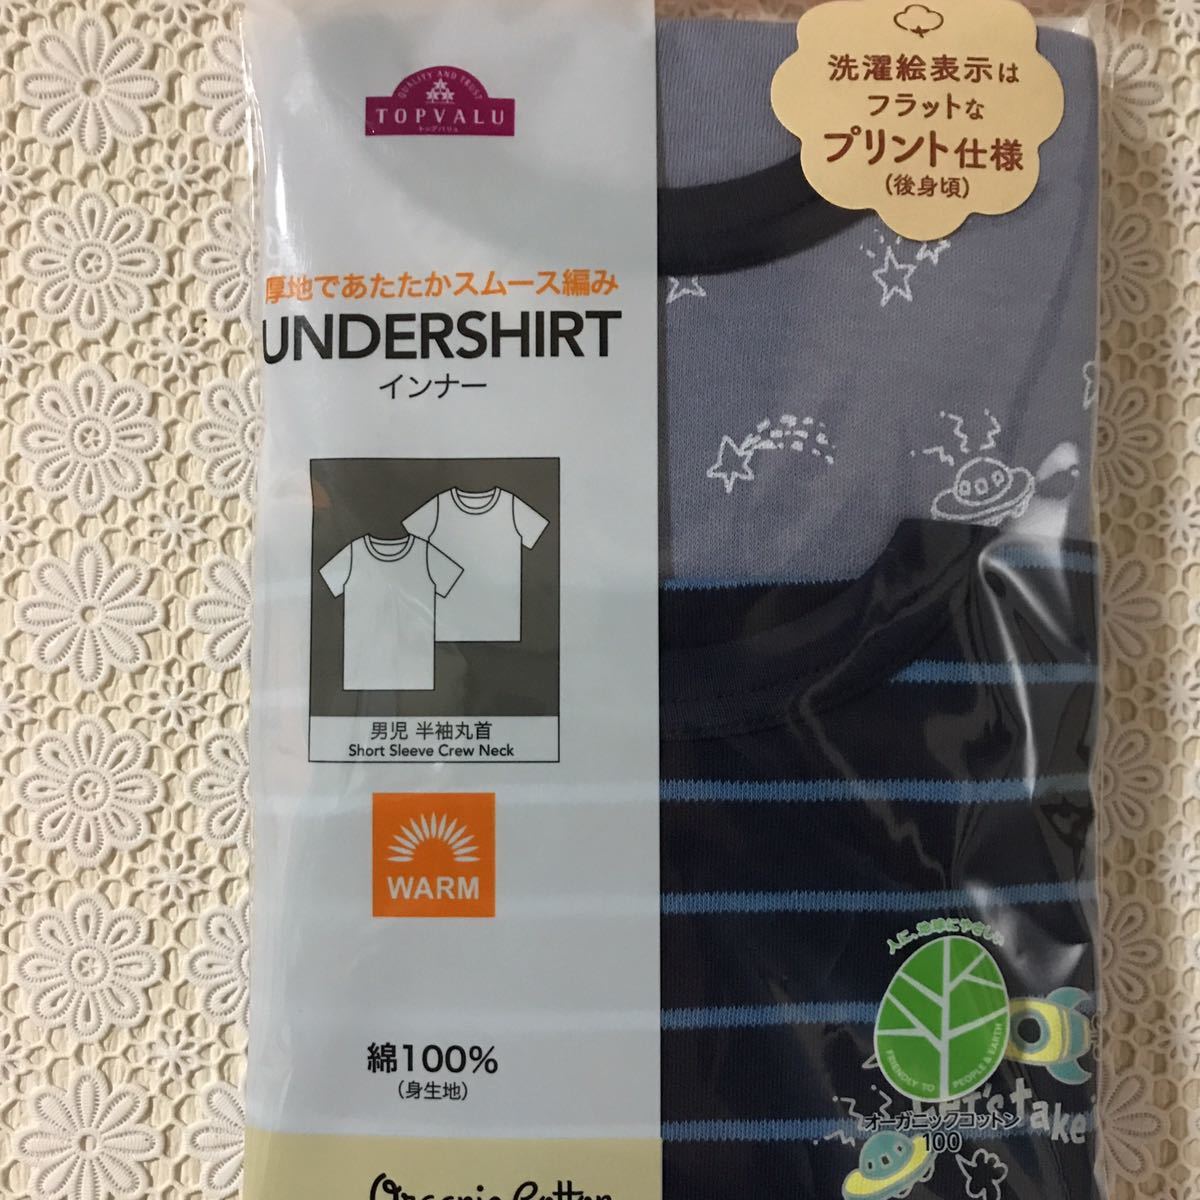 QUALITY AND TRUST
TOPVALU
トップバリュ
洗濯絵表示は
フラットな
プリント仕様
(後身頃)
厚地であたたかスムース編み
UNDERSHIRT
インナー
男児 半袖丸首
Short Sleeve Crew Neck
WARM
綿100%
(身生地)
Organic Cotton
人に、地球にやさしい
FRIENDLY TO PEOPLE & EARTH
オーガニックコットン
100
Let's take